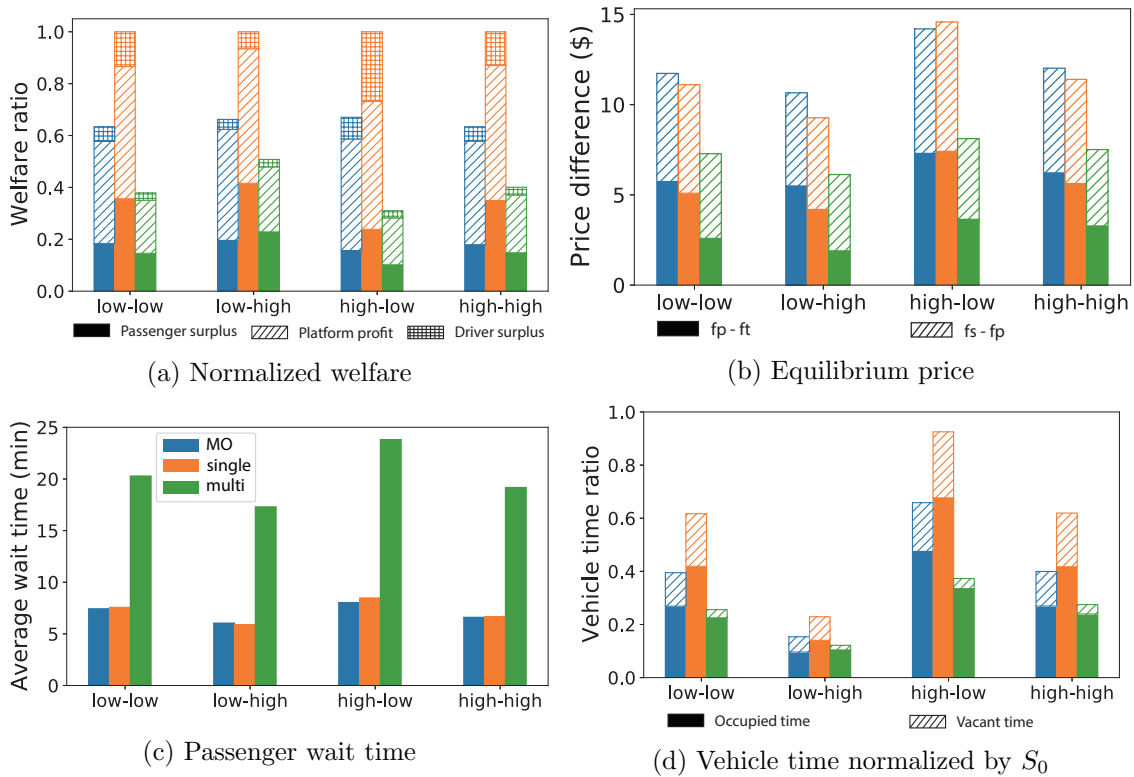 Welfare ratio
1.0
0.8
0.6
0.4
0.2
0.0
low-low low-high high-low high-high
Passenger surplus Platform profit Driver surplus
(a) Normalized welfare
Price difference ($)
15
10
5
0
low-low low-high high-low high-high
fp - ft fs - fp
(b) Equilibrium price
Average wait time (min)
25
20
15
10
5
0
MO
single
multi
low-low low-high high-low high-high
(c) Passenger wait time
Vehicle time ratio
1.0
0.8
0.6
0.4
0.2
0.0
low-low low-high high-low high-high
Occupied time Vacant time
(d) Vehicle time normalized by S₀